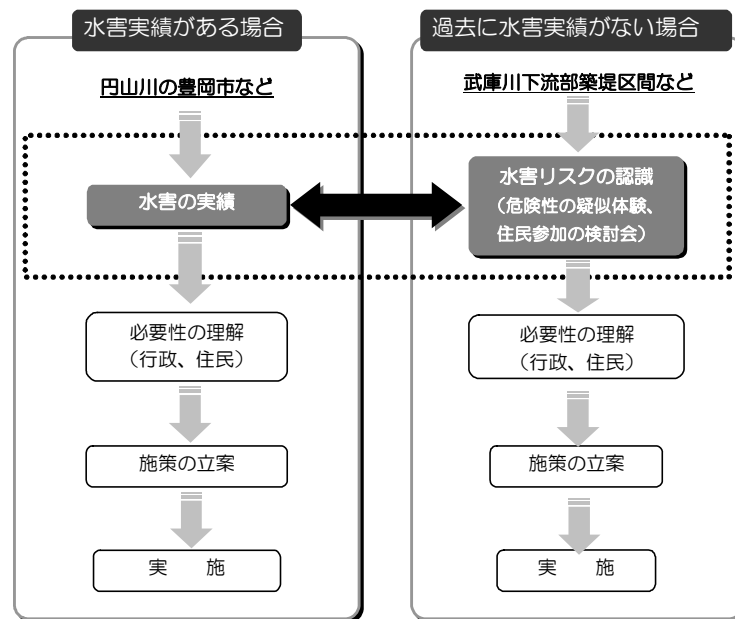 水害実績がある場合
円山川の豊岡市など
水害の実績
必要性の理解
（行政、住民）
施策の立案
実　施
過去に水害実績がない場合
武庫川下流部築堤区間など
水害リスクの認識
（危険性の疑似体験、
住民参加の検討会）
必要性の理解
（行政、住民）
施策の立案
実　施